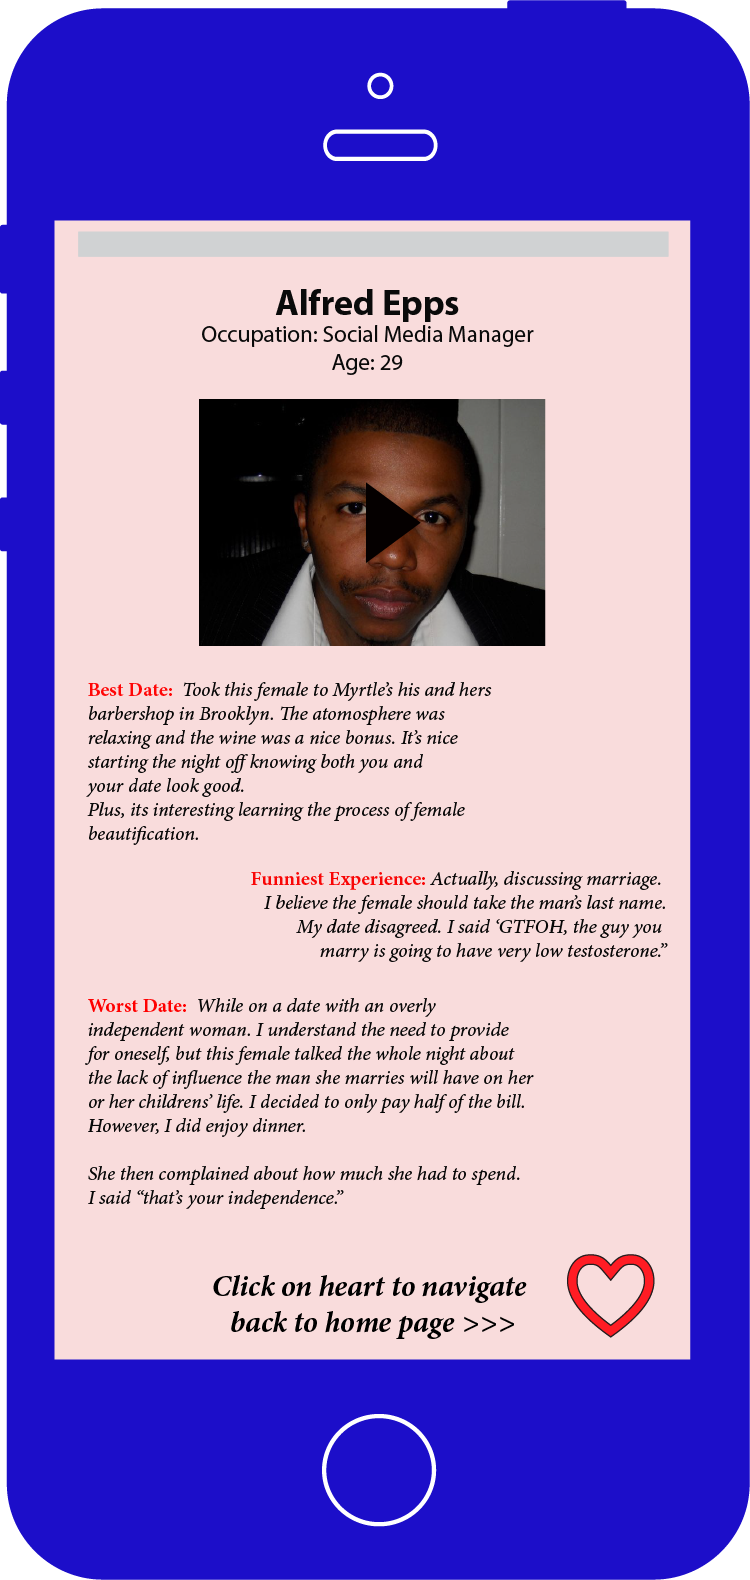 Alfred Epps
Occupation: Social Media Manager
Age: 29
Best Date: Took this female to Myrtle’s his and hers
barbershop in Brooklyn. The atomosphere was
relaxing and the wine was a nice bonus. It’s nice
starting the night off knowing both you and
your date look good.
Plus, its interesting learning the process of female
beautification.
Funniest Experience: Actually, discussing marriage.
I believe the female should take the man’s last name.
My date disagreed. I said ‘GTFOH, the guy you
marry is going to have very low testosterone.”
Worst Date: While on a date with an overly
independent woman. I understand the need to provide
for oneself, but this female talked the whole night about
the lack of influence the man she marries will have on her
or her childrens’ life. I decided to only pay half of the bill.
However, I did enjoy dinner.
She then complained about how much she had to spend.
I said “that’s your independence.”
Click on heart to navigate
back to home page >>>